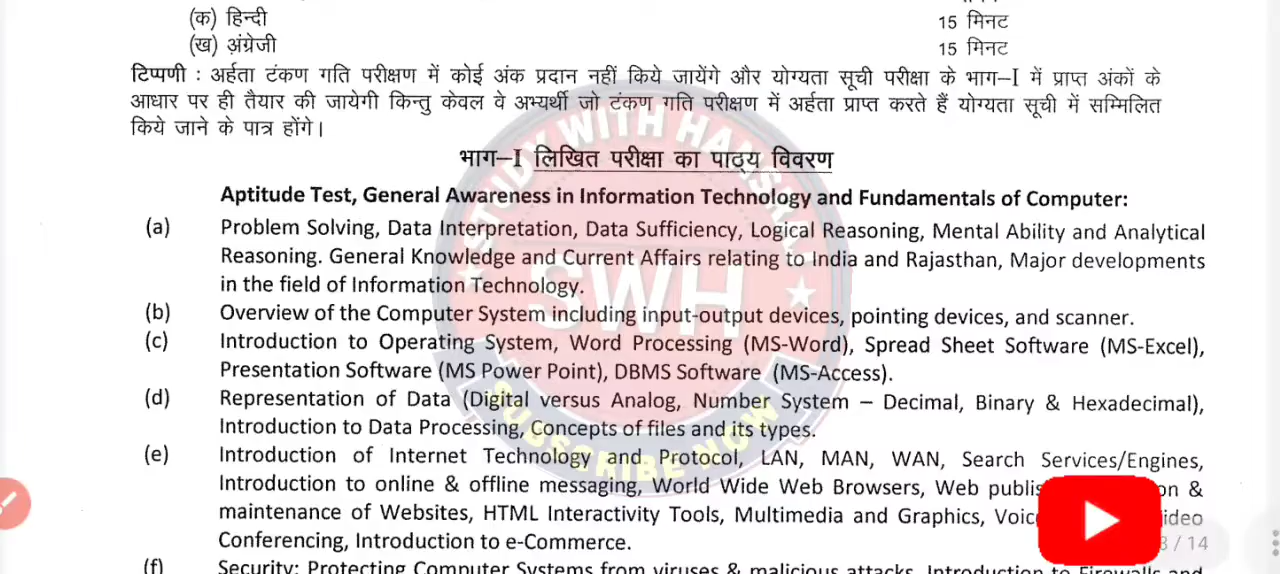 (क) हिन्दी 15 मिनट
(ख) अंग्रेजी 15 मिनट
टिप्पणी : अर्हता टंकण गति परीक्षण में कोई अंक प्रदान नहीं किये जायेंगे और योग्यता सूची परीक्षा के भाग–I में प्राप्त अंकों के
आधार पर ही तैयार की जायेगी किन्तु केवल वे अभ्यर्थी जो टंकण गति परीक्षण में अर्हता प्राप्त करते हैं योग्यता सूची में सम्मिलित
किये जाने के पात्र होंगे।
भाग–I लिखित परीक्षा का पाठ्य विवरण
Aptitude Test, General Awareness in Information Technology and Fundamentals of Computer:
(a) Problem Solving, Data Interpretation, Data Sufficiency, Logical Reasoning, Mental Ability and Analytical
Reasoning. General Knowledge and Current Affairs relating to India and Rajasthan, Major developments
in the field of Information Technology.
(b) Overview of the Computer System including input-output devices, pointing devices, and scanner.
(c) Introduction to Operating System, Word Processing (MS-Word), Spread Sheet Software (MS-Excel),
Presentation Software (MS Power Point), DBMS Software (MS-Access).
(d) Representation of Data (Digital versus Analog, Number System – Decimal, Binary & Hexadecimal),
Introduction to Data Processing, Concepts of files and its types.
(e) Introduction of Internet Technology and Protocol, LAN, MAN, WAN, Search Services/Engines,
Introduction to online & offline messaging, World Wide Web Browsers, Web &
maintenance of Websites, HTML Interactivity Tools, Multimedia and Graphics,
Conferencing, Introduction to e-Commerce.
/ 14
(f) Security: Protecting Computer Systems from viruses & malicious attacks, Introduction to Firewalls and
STUDY WITH HANSRAJ
SWH
SUBSCRIBE NOW